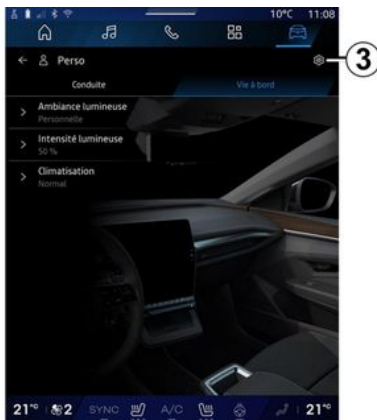 10°C 11:08
Perso
3
Conduite Vie à bord
Ambiance lumineuse
Personnelle
Intensité lumineuse
50 %
Climatisation
Normal
21°° 2 SYNC A/C 21°°